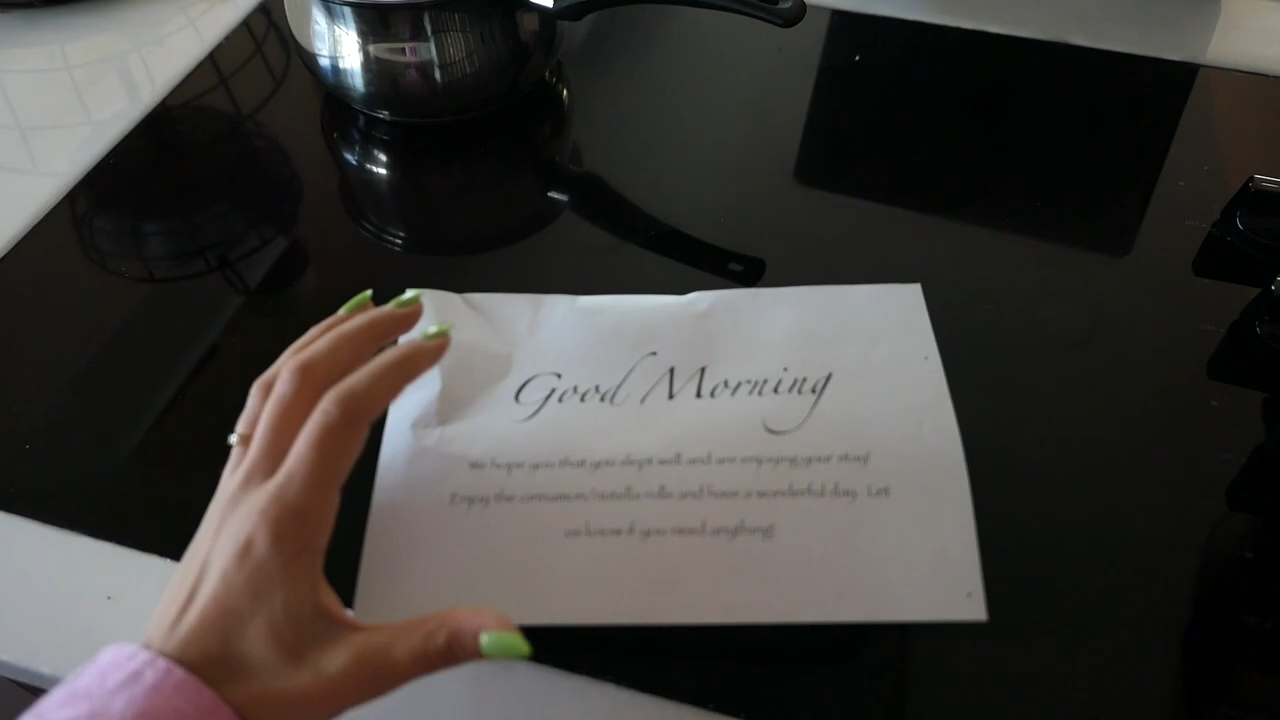 Good Morning
We hope you that you slept well and are enjoying your stay!
Enjoy the cinnamon/nutella rolls and have a wonderful day. Let
us know if you need anything!